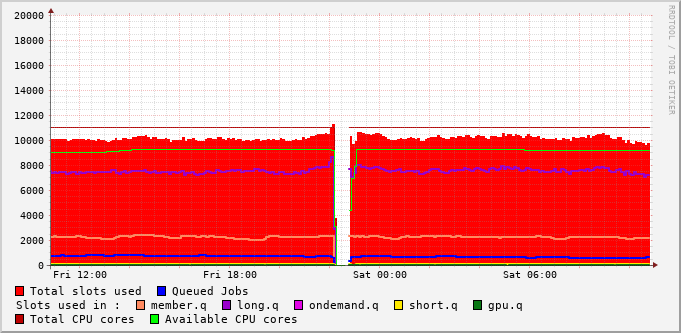 RRDTOOL / TOBI OETIKER
20000
18000
16000
14000
12000
10000
8000
6000
4000
2000
0
Fri 12:00 Fri 18:00 Sat 00:00 Sat 06:00
Total slots used Queued Jobs
Slots used in : member.q long.q ondemand.q short.q gpu.q
Total CPU cores Available CPU cores